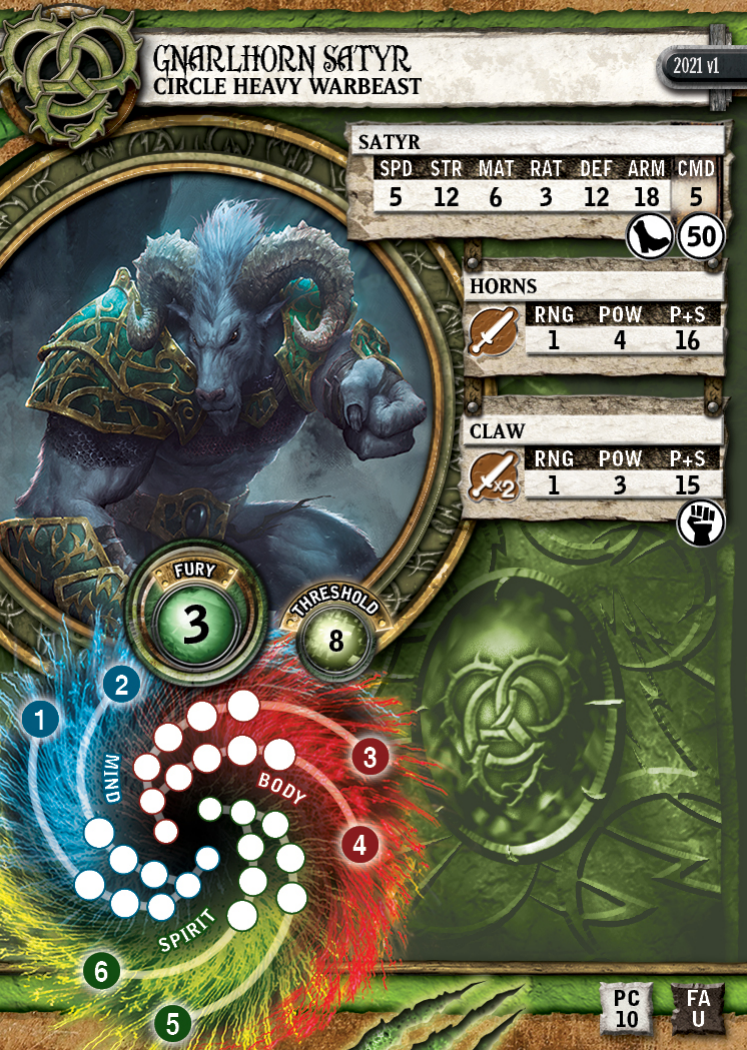 GNARLHORN SATYR
CIRCLE HEAVY WARBEAST
2021 v1
SATYR
SPD STR MAT RAT DEF ARM CMD
5 12 6 3 12 18 5
50
HORNS
RNG POW P+S
1 4 16
CLAW
x2
RNG POW P+S
1 3 15
FURY
3
THRESHOLD
8
1
2
MIND
3
BODY
4
SPIRIT
6
5
PC
10
FA
U